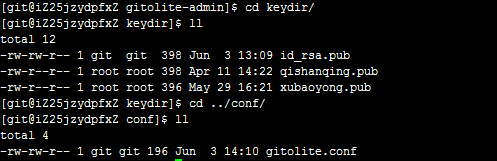 [git@iZ25jzydpfxZ gitolite-admin]$ cd keydir/
[git@iZ25jzydpfxZ keydir]$ ll
total 12
-rw-rw-r-- 1 git  git  398 Jun  3 13:09 id_rsa.pub
-rw-rw-r-- 1 root root 398 Apr 11 14:22 qishanqing.pub
-rw-rw-r-- 1 root root 396 May 29 16:21 xubaoyong.pub
[git@iZ25jzydpfxZ keydir]$ cd ../conf/
[git@iZ25jzydpfxZ conf]$ ll
total 4
-rw-rw-r-- 1 git git 196 Jun  3 14:10 gitolite.conf